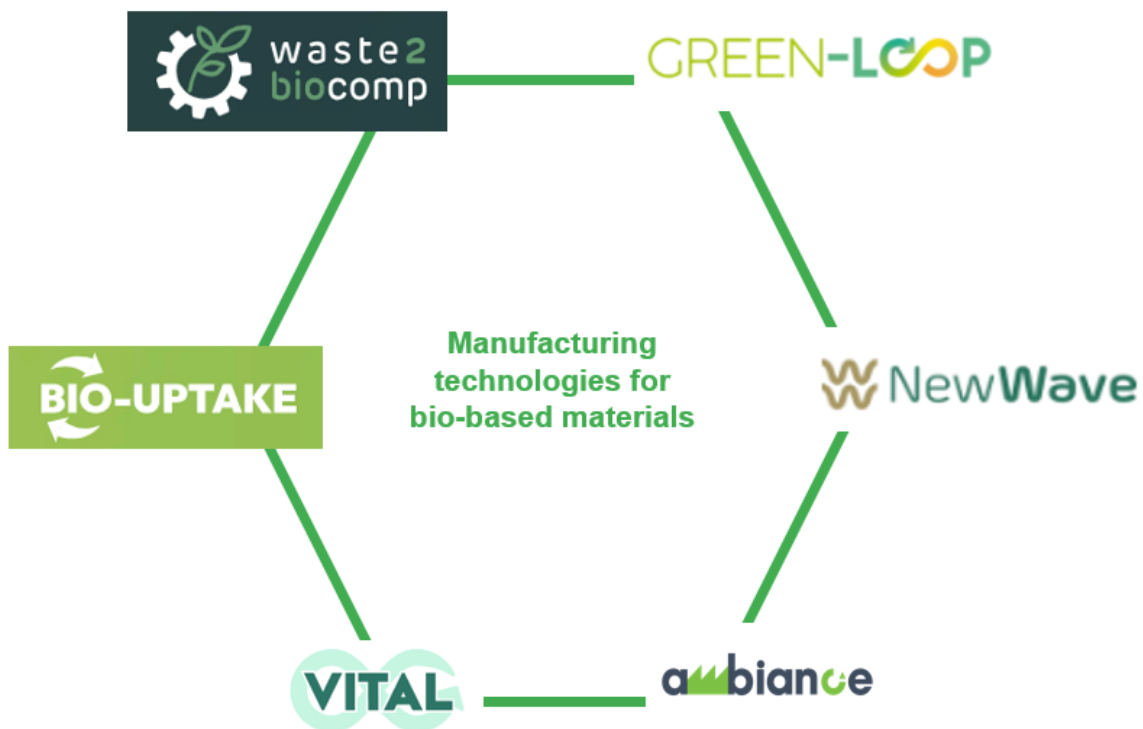 waste2
biocomp
GREEN-LOOP
BIO-UPTAKE
Manufacturing
technologies for
bio-based materials
NewWave
VITAL
ambiance